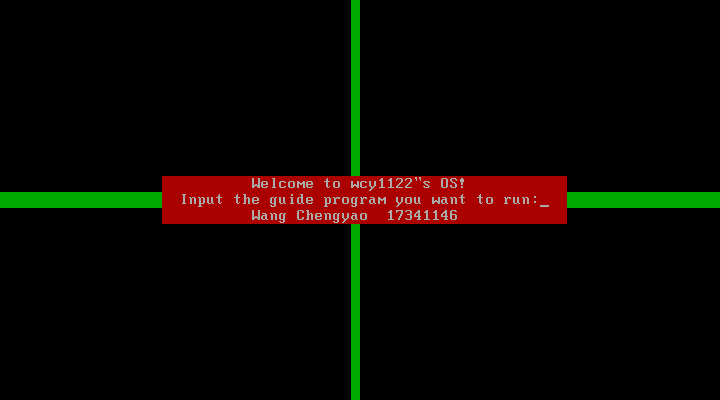 Welcome to wcy1122"s OS!
Input the guide program you want to run:_
Wang Chengyao  17341146